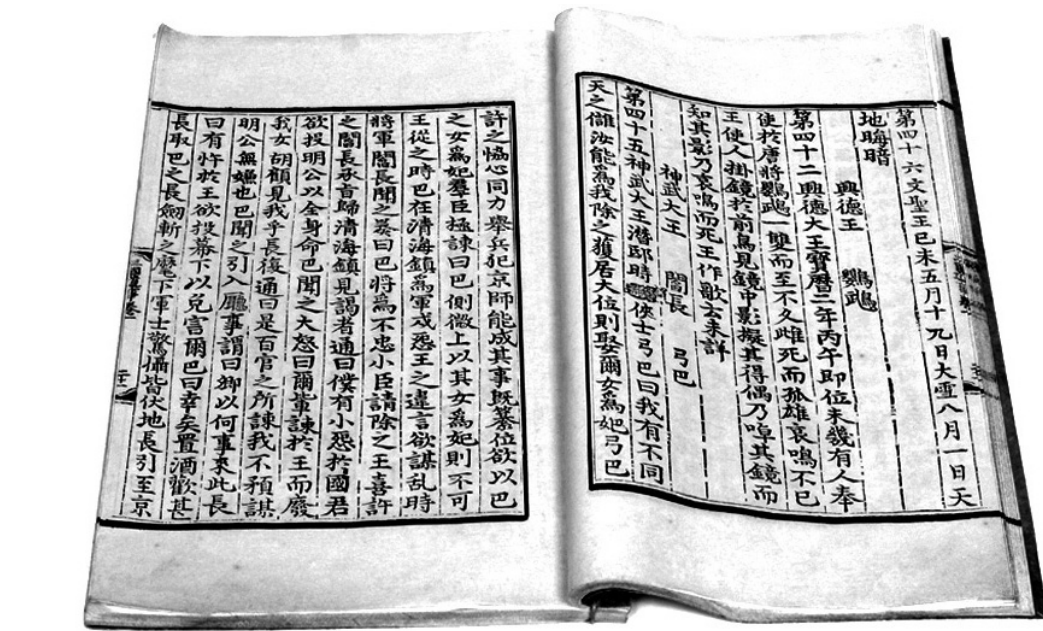 第四十六文聖王己未五月十九日大雪八月一日天
地晦暗
興德王 鸚鵡
第四十二興德大王寶曆二年丙午即位未幾有人奉
使於唐將鸚鵡一雙而至不久雌死而孤雄哀鳴不已
王使人掛鏡於前鳥見鏡中影擬其得偶乃啅其鏡而
知其影乃哀鳴而死王作歌云未詳
神武大王 閻長 弓巴
第四十五神武大王潛邸時俠士弓巴曰我有不同
天之讎汝能爲我除之獲居大位則娶爾女爲妃弓巴
許之恊心同力舉兵犯京師能成其事旣簒位欲以巴
之女爲妃羣臣極諫曰巴側微上以其女爲妃則不可
王從之時巴在清海鎮爲軍戍怨王之違言欲謀亂時
將軍閻長聞之奏曰巴將爲不忠小臣請除之王喜許
之閻長承旨歸清海鎮見謁者通曰僕有小怨於國君
欲投明公以全身命巴聞之大怒曰爾輩諫於王而廢
我女胡顧見我乎長復通曰是百官之所諫我不預謀
明公無嫌也巴聞之引入廳事謂曰卿以何事來此長
曰有忤於王欲投幕下以免害爾巴曰幸矣置酒歡甚
長取巴之長劒斬之麾下軍士驚懾皆伏地長引至京